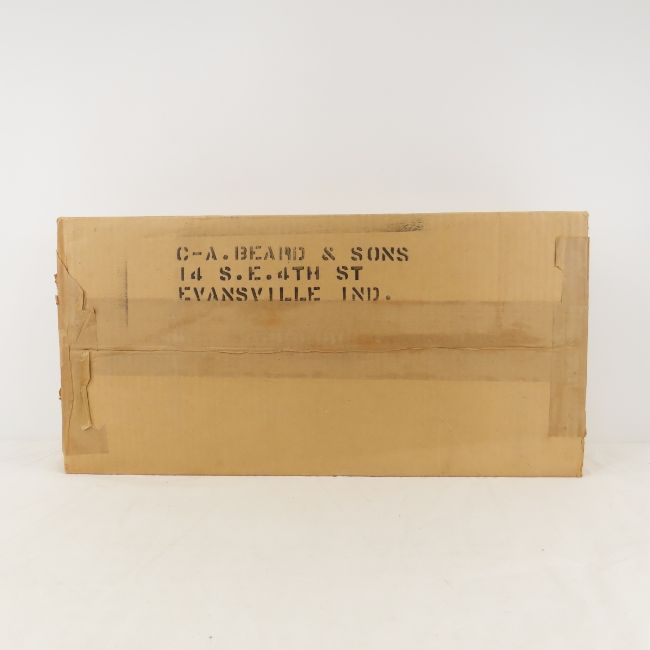 C-A.BEARD & SONS
14 S.E.4TH ST
EVANSVILLE IND.